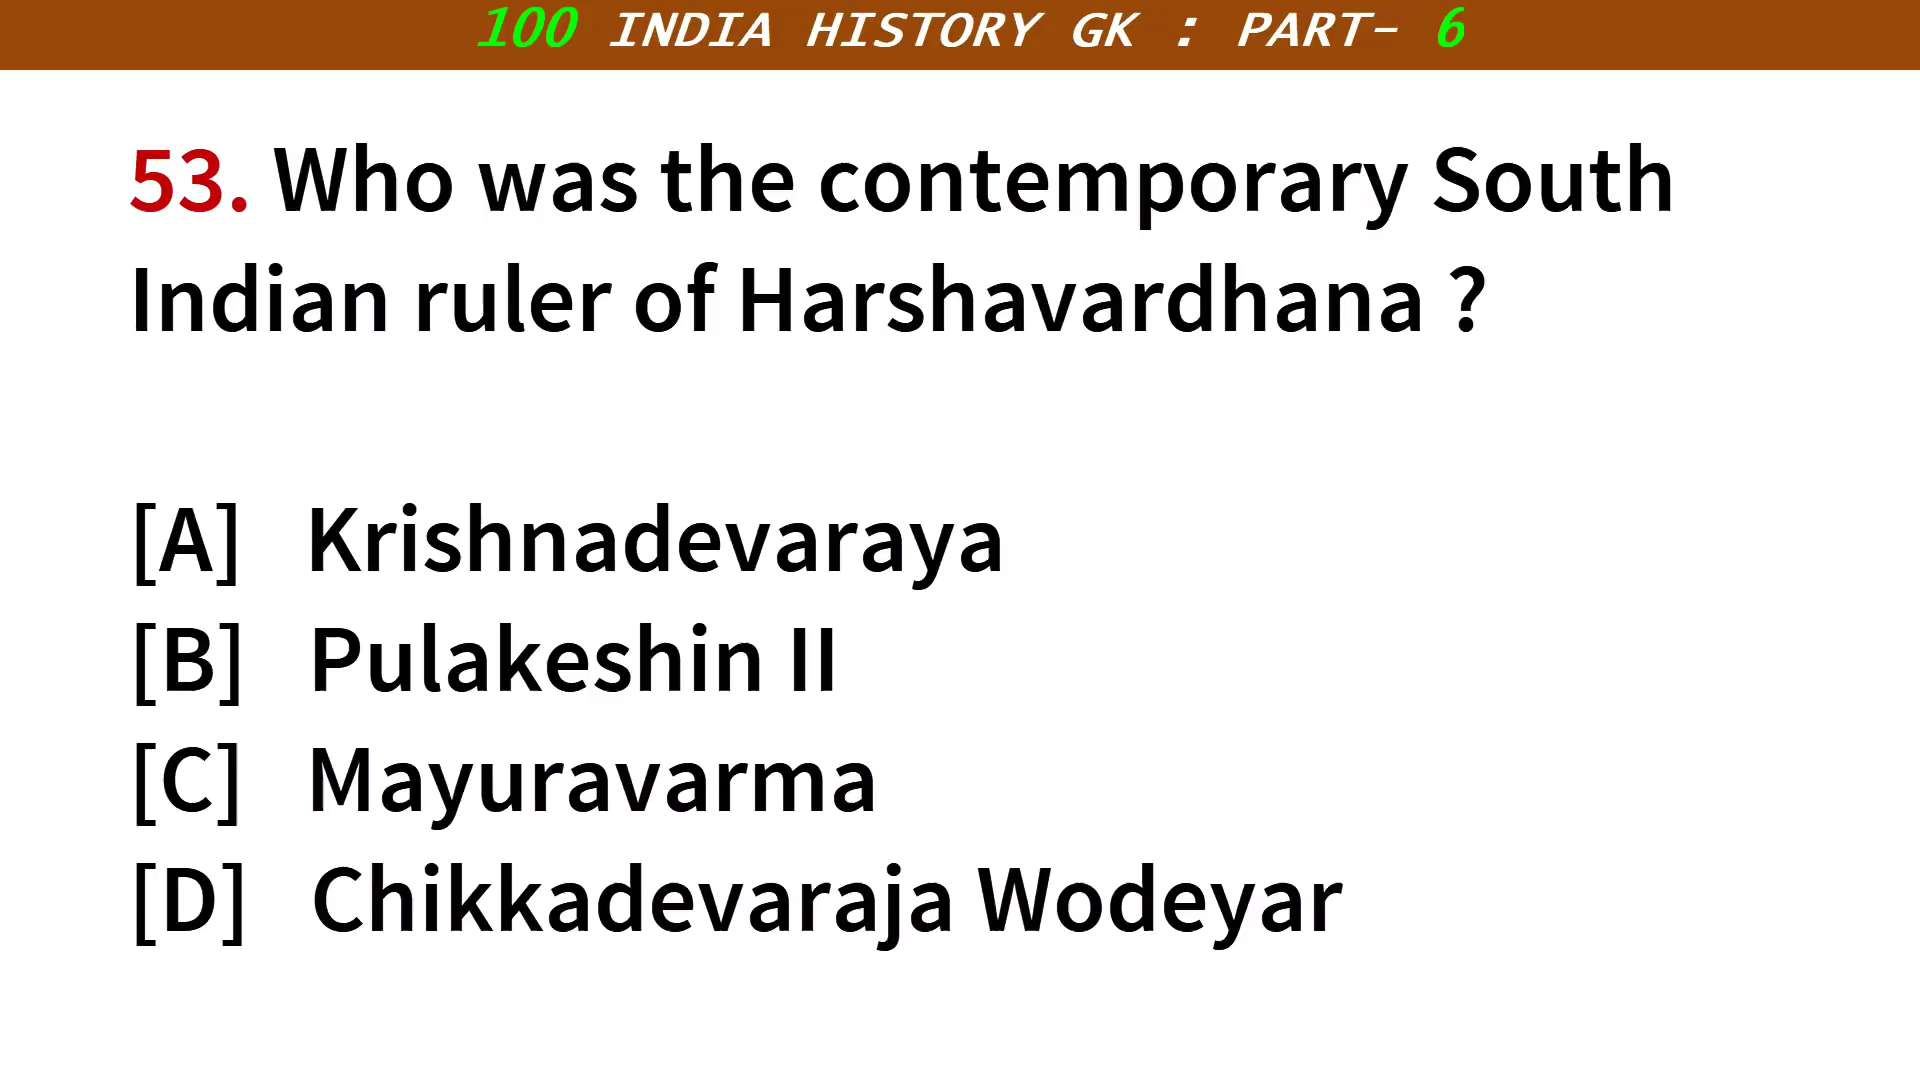 100 INDIA HISTORY GK : PART- 6
53. Who was the contemporary South
Indian ruler of Harshavardhana ?
[A] Krishnadevaraya
[B] Pulakeshin II
[C] Mayuravarma
[D] Chikkadevaraja Wodeyar